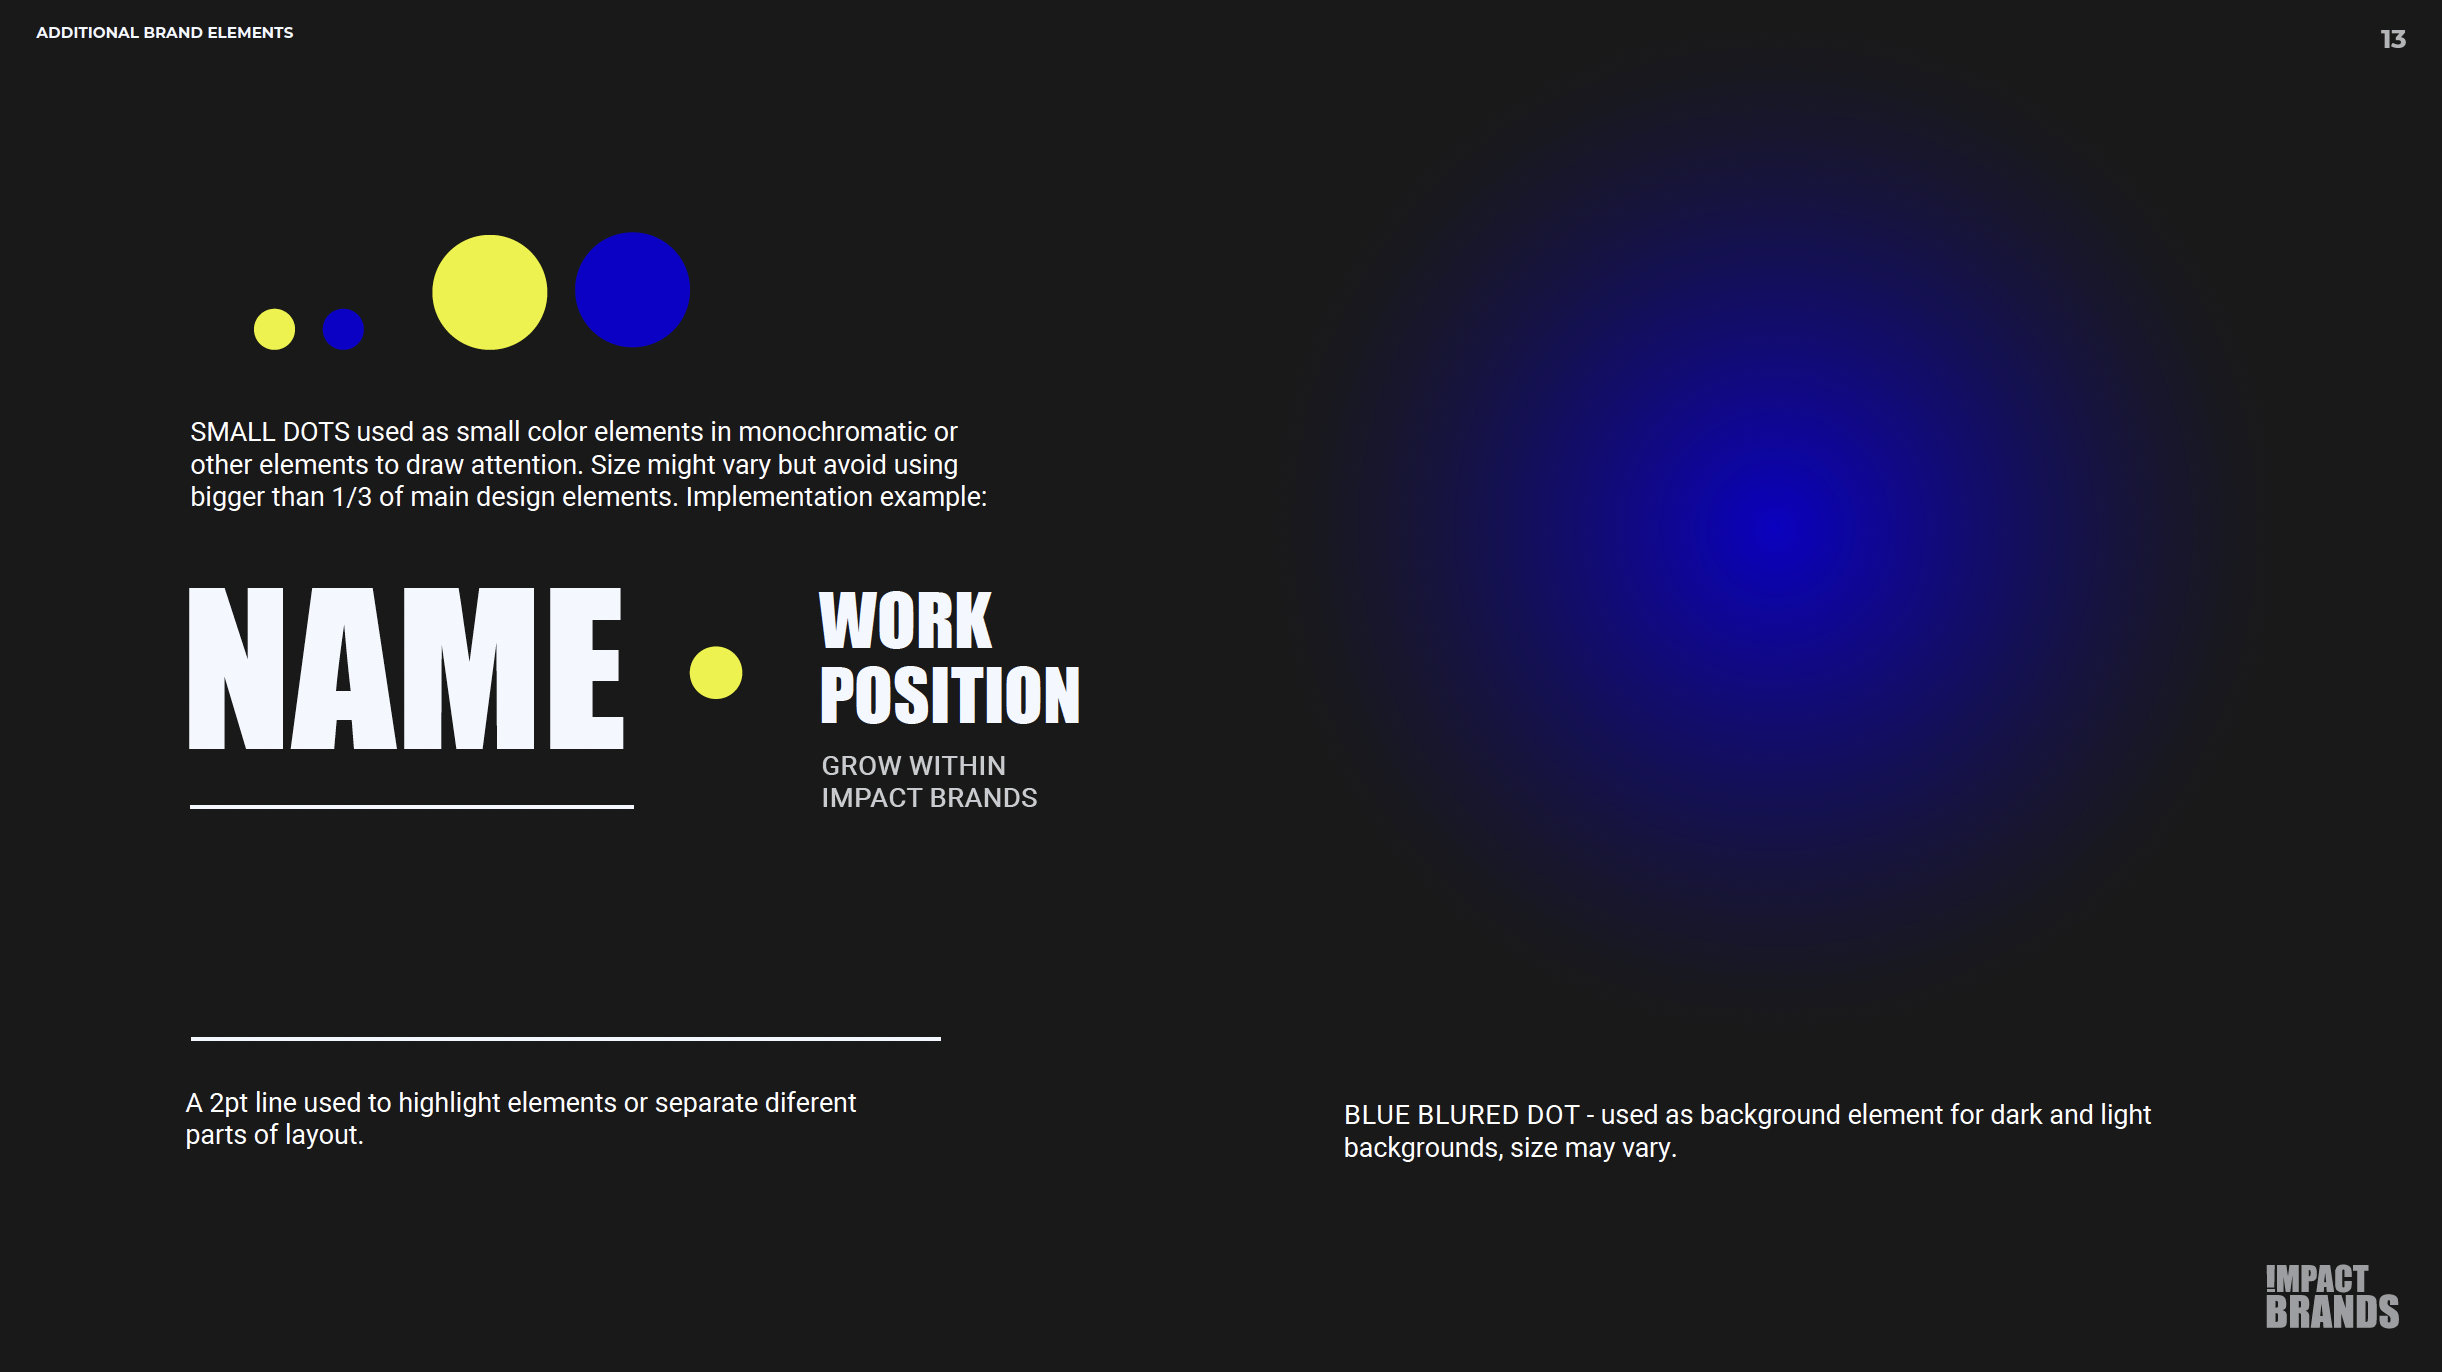 ADDITIONAL BRAND ELEMENTS
13
SMALL DOTS used as small color elements in monochromatic or
other elements to draw attention. Size might vary but avoid using
bigger than 1/3 of main design elements. Implementation example:
NAME
WORK
POSITION
GROW WITHIN
IMPACT BRANDS
A 2pt line used to highlight elements or separate diferent
parts of layout.
BLUE BLURED DOT - used as background element for dark and light
backgrounds, size may vary.
!MPACT
BRANDS